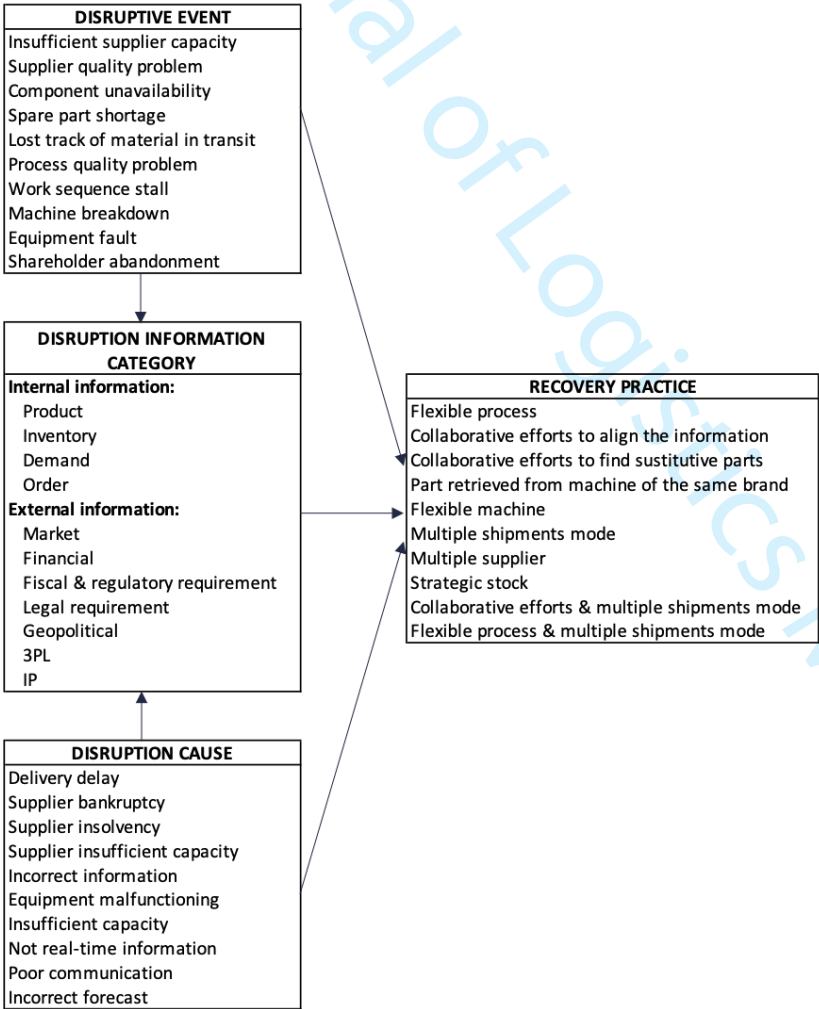 DISRUPTIVE EVENT
Insufficient supplier capacity
Supplier quality problem
Component unavailability
Spare part shortage
Lost track of material in transit
Process quality problem
Work sequence stall
Machine breakdown
Equipment fault
Shareholder abandonment
DISRUPTION INFORMATION
CATEGORY
Internal information:
Product
Inventory
Demand
Order
External information:
Market
Financial
Fiscal & regulatory requirement
Legal requirement
Geopolitical
3PL
IP
DISRUPTION CAUSE
Delivery delay
Supplier bankruptcy
Supplier insolvency
Supplier insufficient capacity
Incorrect information
Equipment malfunctioning
Insufficient capacity
Not real-time information
Poor communication
Incorrect forecast
RECOVERY PRACTICE
Flexible process
Collaborative efforts to align the information
Collaborative efforts to find sustitutive parts
Part retrieved from machine of the same brand
Flexible machine
Multiple shipments mode
Multiple supplier
Strategic stock
Collaborative efforts & multiple shipments mode
Flexible process & multiple shipments mode
of Logistics